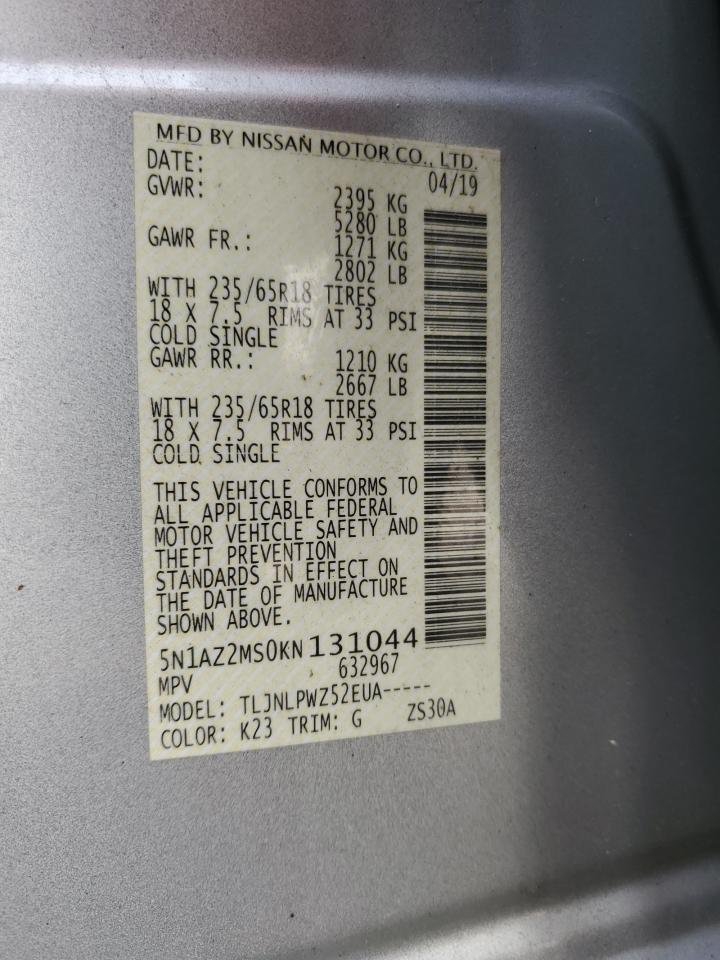 MFD BY NISSAN MOTOR CO., LTD.
DATE: 04/19
GVWR: 2395 KG
5280 LB
GAWR FR.: 1271 KG
2802 LB
WITH 235/65R18 TIRES
18 X 7.5 RIMS AT 33 PSI
COLD SINGLE
GAWR RR.: 1210 KG
2667 LB
WITH 235/65R18 TIRES
18 X 7.5 RIMS AT 33 PSI
COLD SINGLE
THIS VEHICLE CONFORMS TO
ALL APPLICABLE FEDERAL
MOTOR VEHICLE SAFETY AND
THEFT PREVENTION
STANDARDS IN EFFECT ON
THE DATE OF MANUFACTURE
SHOWN ABOVE.
5N1AZ2MS0KN131044
MPV 632967
MODEL: TLJNLPWZ52EUA-----
COLOR: K23 TRIM: G ZS30A